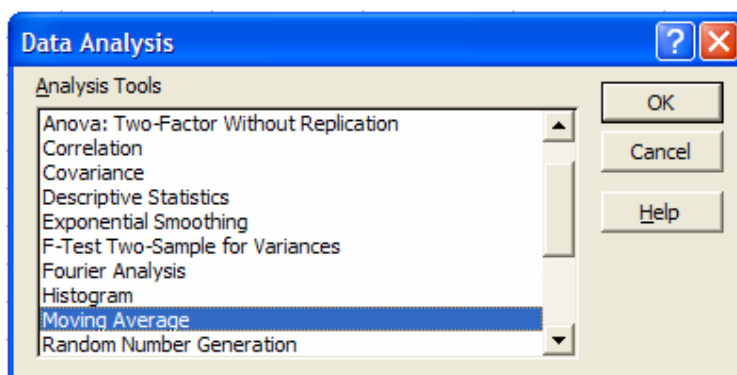 Data Analysis
Analysis Tools
Anova: Two-Factor Without Replication
Correlation
Covariance
Descriptive Statistics
Exponential Smoothing
F-Test Two-Sample for Variances
Fourier Analysis
Histogram
Moving Average
Random Number Generation
OK
Cancel
Help